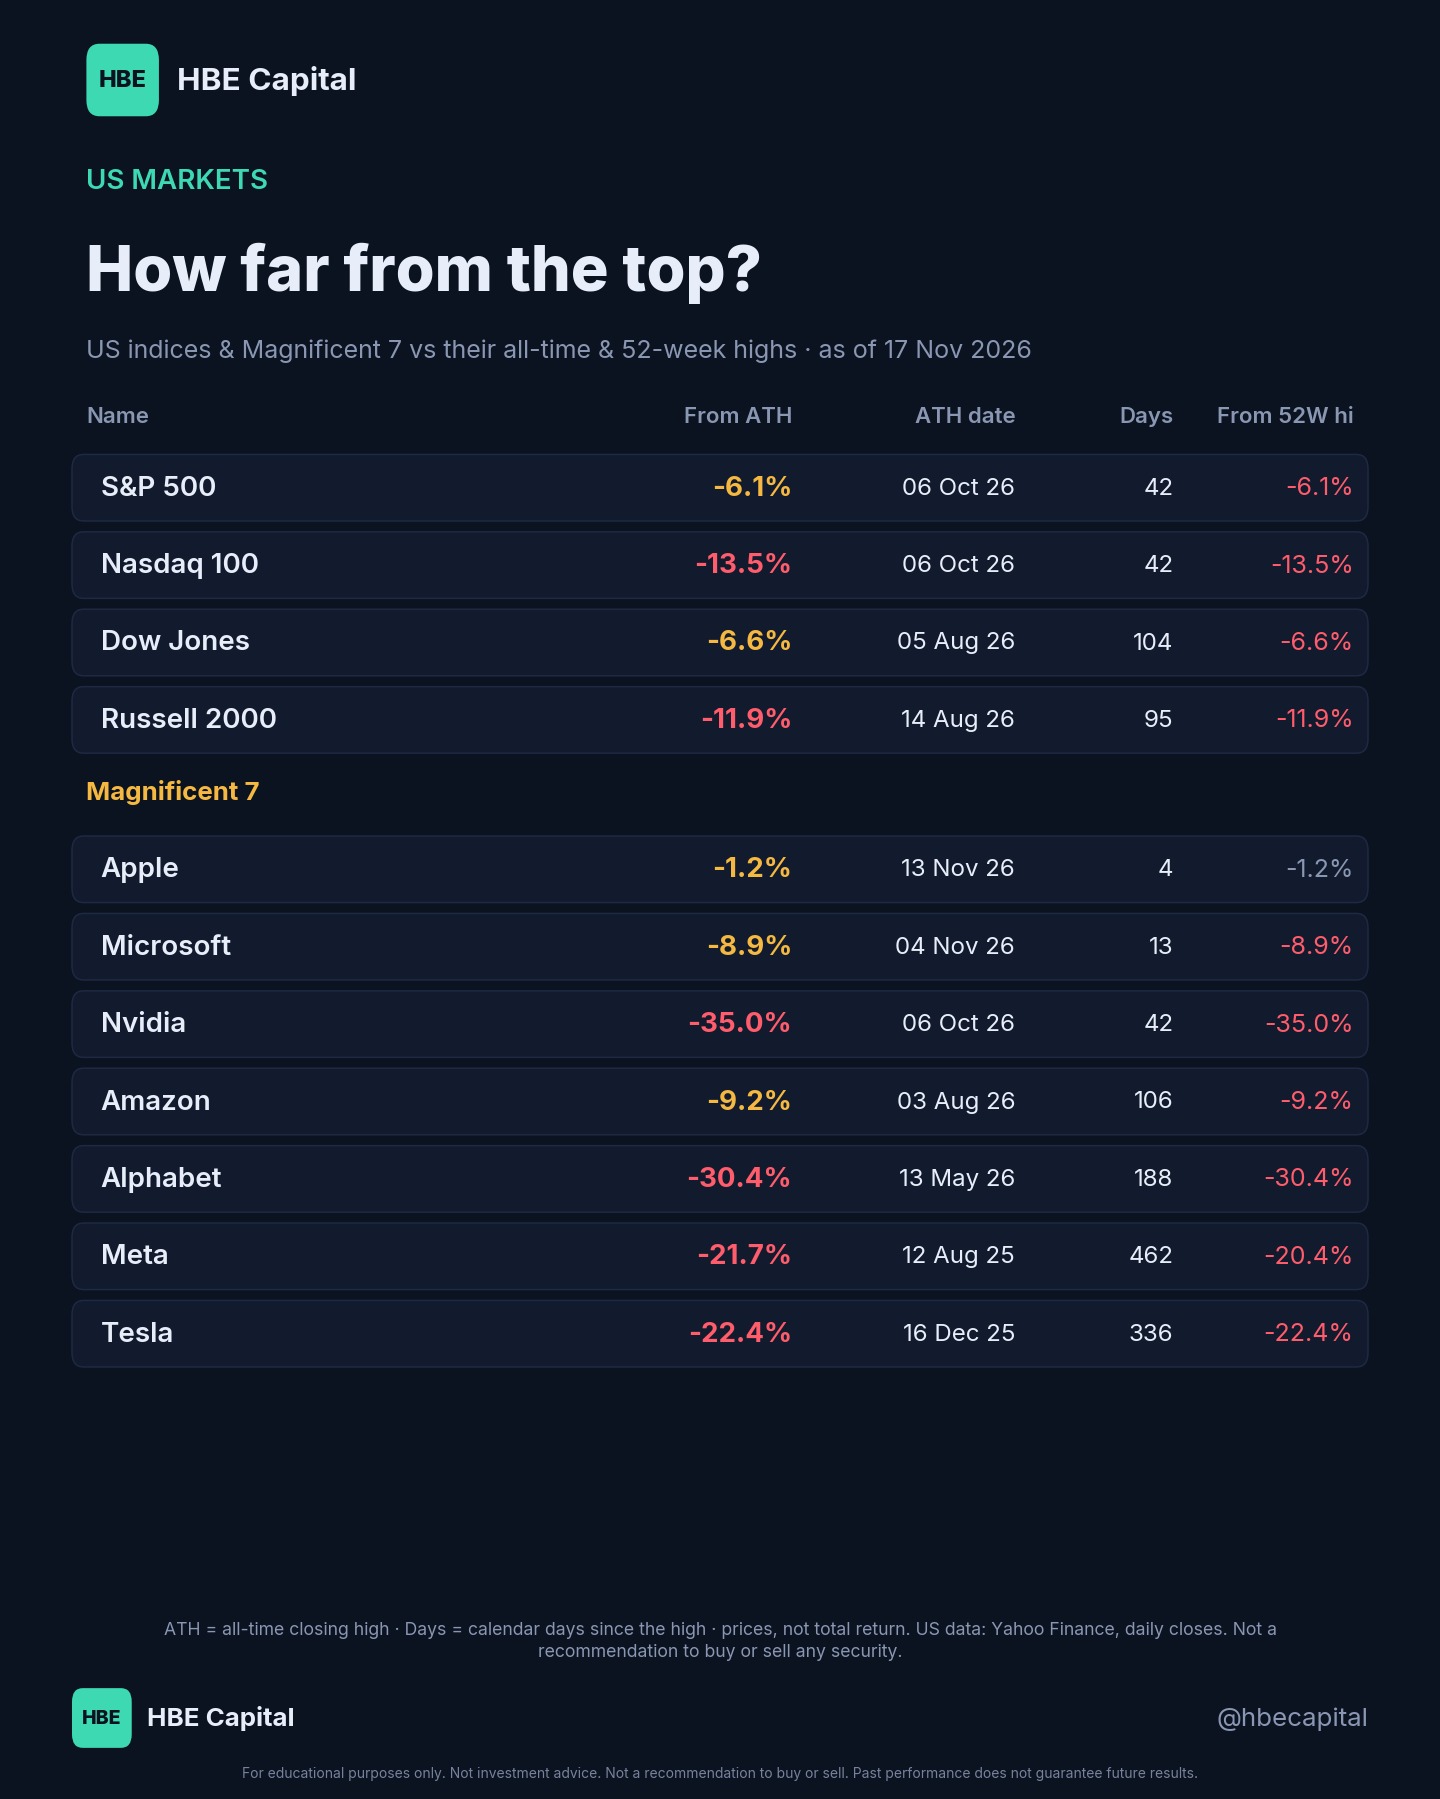 HBE HBE Capital
US MARKETS
How far from the top?
US indices & Magnificent 7 vs their all-time & 52-week highs · as of 17 Nov 2026
Name From ATH ATH date Days From 52W hi
S&P 500 -6.1% 06 Oct 26 42 -6.1%
Nasdaq 100 -13.5% 06 Oct 26 42 -13.5%
Dow Jones -6.6% 05 Aug 26 104 -6.6%
Russell 2000 -11.9% 14 Aug 26 95 -11.9%
Magnificent 7
Apple -1.2% 13 Nov 26 4 -1.2%
Microsoft -8.9% 04 Nov 26 13 -8.9%
Nvidia -35.0% 06 Oct 26 42 -35.0%
Amazon -9.2% 03 Aug 26 106 -9.2%
Alphabet -30.4% 13 May 26 188 -30.4%
Meta -21.7% 12 Aug 25 462 -20.4%
Tesla -22.4% 16 Dec 25 336 -22.4%
ATH = all-time closing high · Days = calendar days since the high · prices, not total return. US data: Yahoo Finance, daily closes. Not a
recommendation to buy or sell any security.
HBE HBE Capital @hbecapital
For educational purposes only. Not investment advice. Not a recommendation to buy or sell. Past performance does not guarantee future results.